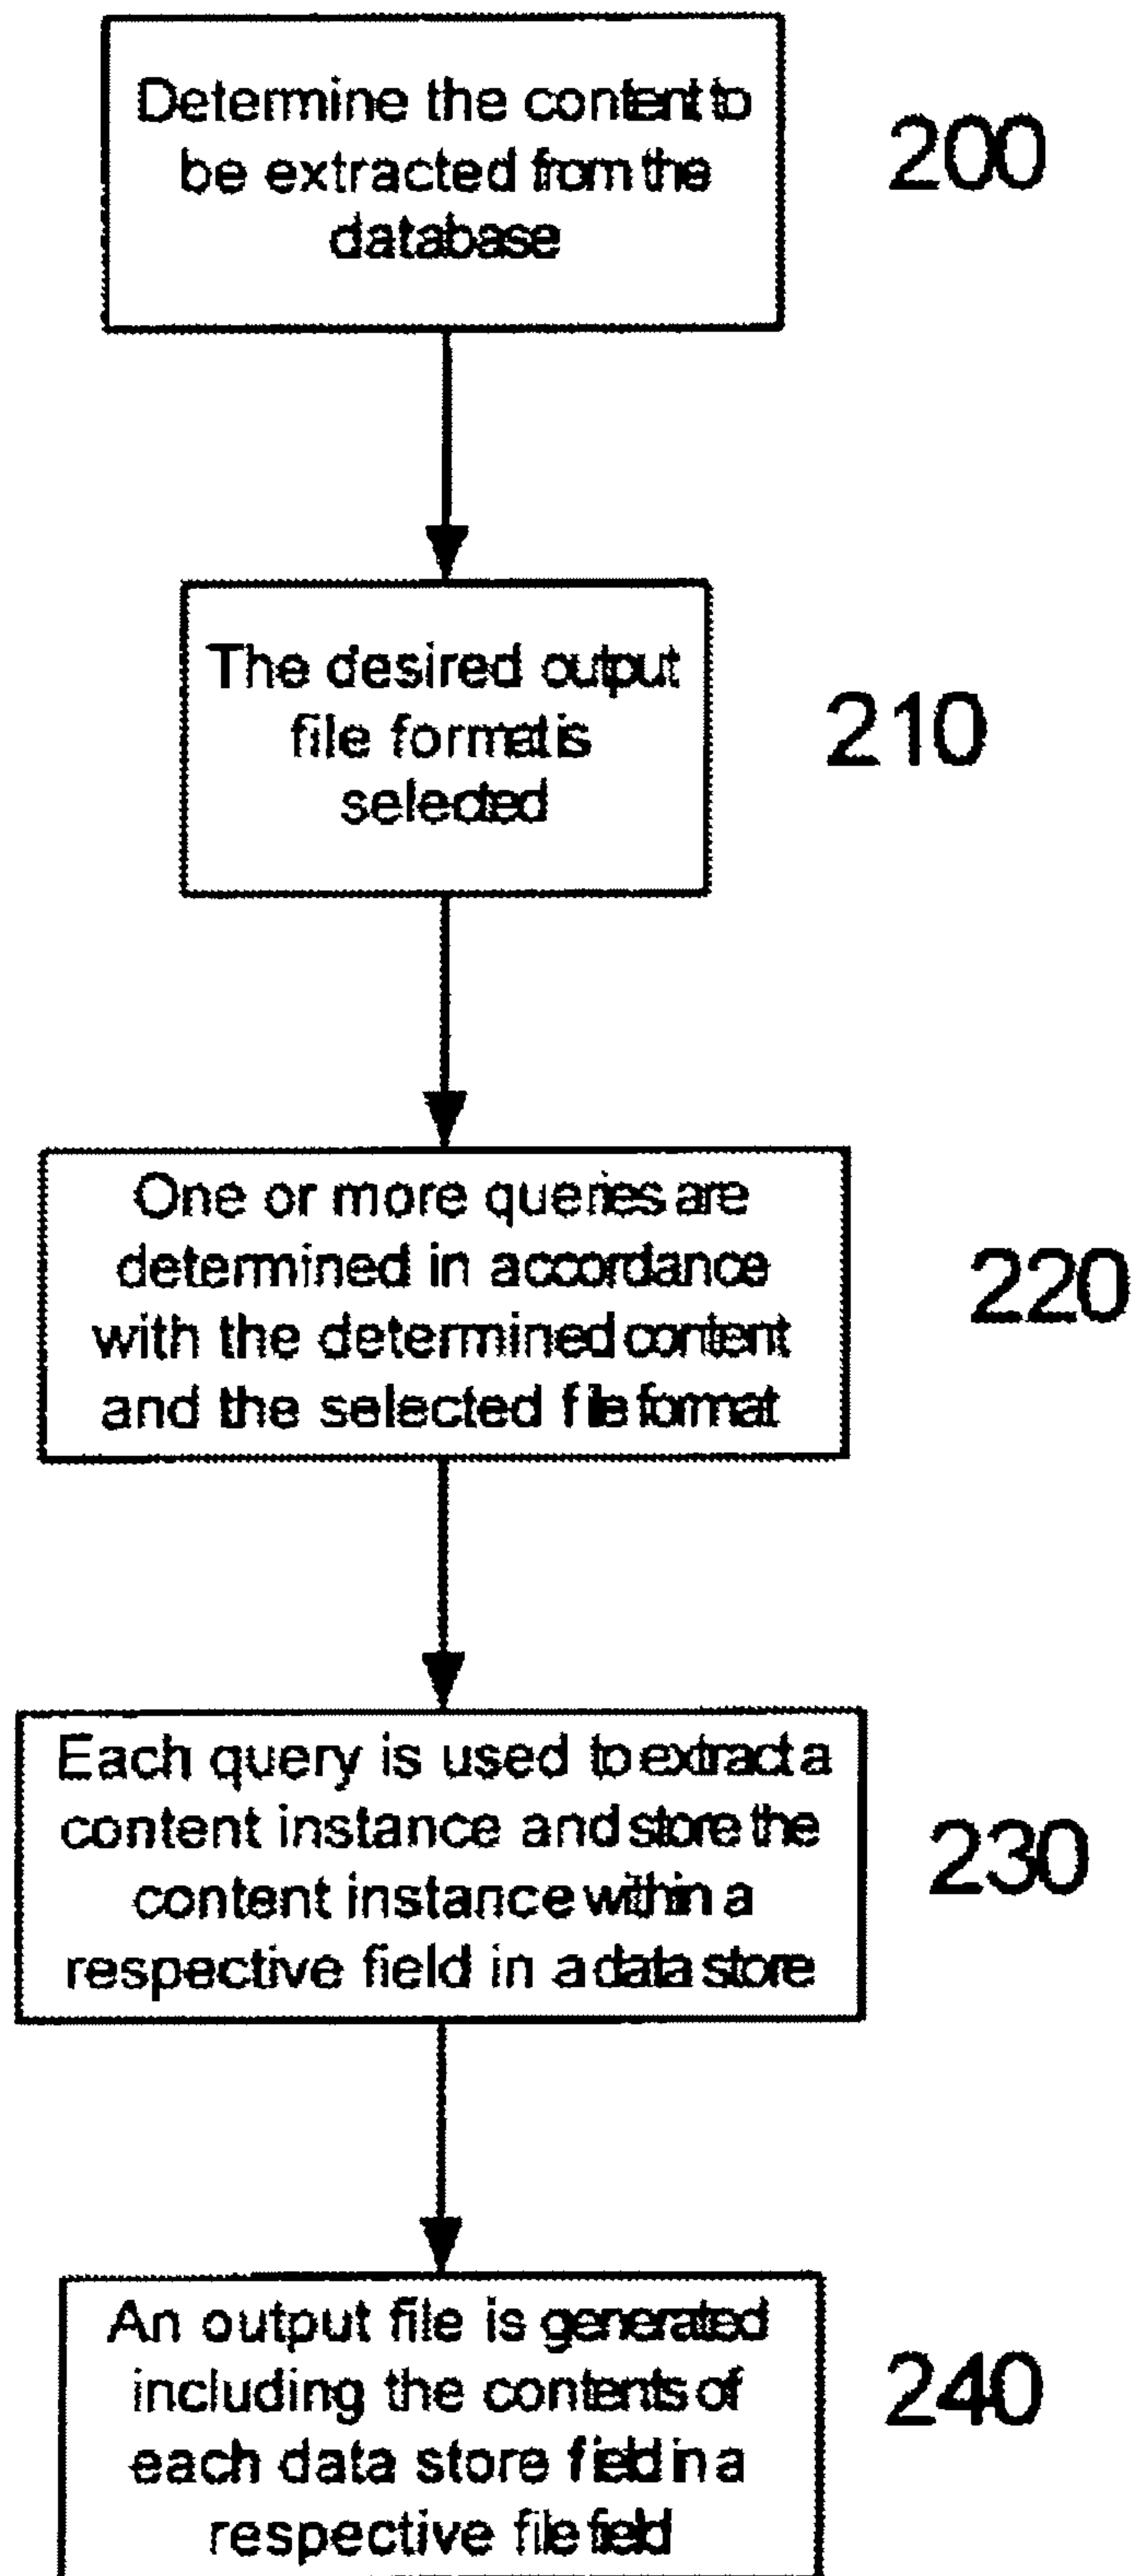 Determine the content to
be extracted from the
database
200
The desired output
file format is
selected
210
One or more queries are
determined in accordance
with the determined content
and the selected file format
220
Each query is used to extract a
content instance and store the
content instance within a
respective field in a data store
230
An output file is generated
including the contents of
each data store field in a
respective file field
240